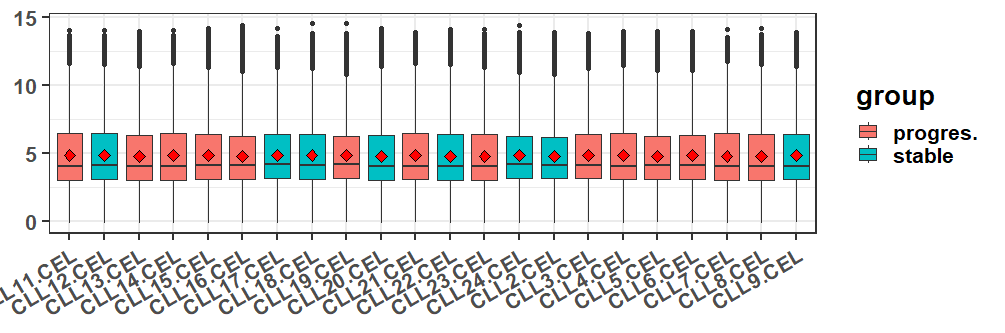 15
10
5
0
group
progres.
stable
LL11.CEL
CLL12.CEL
CLL13.CEL
CLL14.CEL
CLL15.CEL
CLL16.CEL
CLL17.CEL
CLL18.CEL
CLL19.CEL
CLL20.CEL
CLL21.CEL
CLL22.CEL
CLL23.CEL
CLL24.CEL
CLL2.CEL
CLL3.CEL
CLL4.CEL
CLL5.CEL
CLL6.CEL
CLL7.CEL
CLL8.CEL
CLL9.CEL